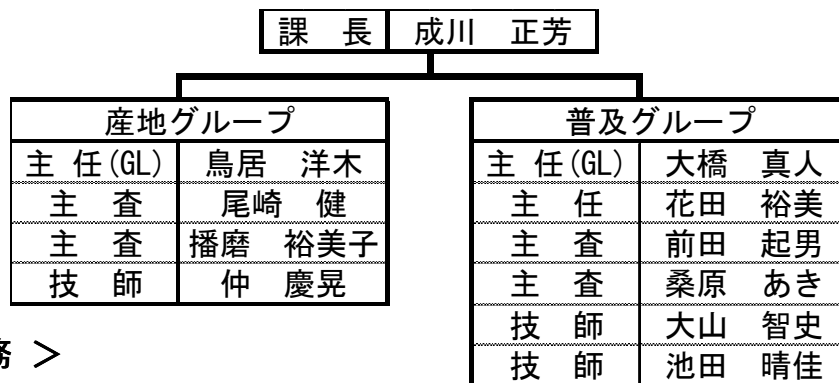 課 長 成川 正芳
産地グループ
主 任(GL) 鳥居 洋木
主 査 尾崎 健
主 査 播磨 裕美子
技 師 仲 慶晃
普及グループ
主 任(GL) 大橋 真人
主 任 花田 裕美
主 査 前田 起男
主 査 桑原 あき
技 師 大山 智史
技 師 池田 晴佳
務 ＞